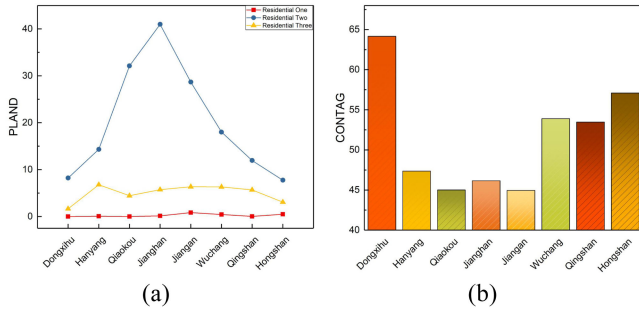 Residential One
Residential Two
Residential Three
40
30
20
10
0
PLAND
Dongxihu
Hanyang
Qiaokou
Jianghan
Jiangan
Wuchang
Qingshan
Hongshan
(a)
65
60
55
50
45
40
CONTAG
Dongxihu
Hanyang
Qiaokou
Jianghan
Jiangan
Wuchang
Qingshan
Hongshan
(b)